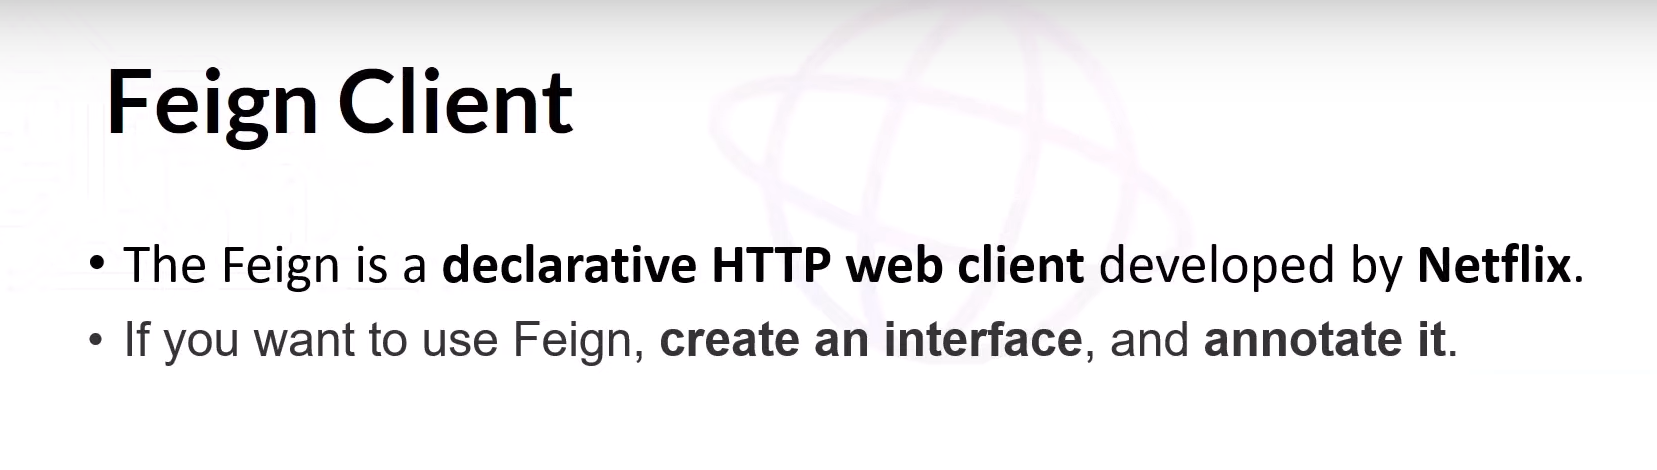 Feign Client
• The Feign is a declarative HTTP web client developed by Netflix.
• If you want to use Feign, create an interface, and annotate it.